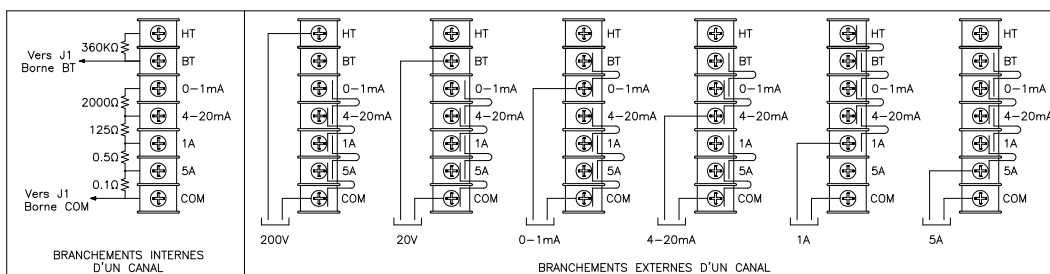 HT
360KΩ
Vers J1
Borne BT
BT
0-1mA
2000Ω
4-20mA
125Ω
1A
0.5Ω
5A
0.1Ω
Vers J1
Borne COM
COM
BRANCHEMENTS INTERNES
D'UN CANAL
HT
BT
0-1mA
4-20mA
1A
5A
COM
200V
HT
BT
0-1mA
4-20mA
1A
5A
COM
20V
HT
BT
0-1mA
4-20mA
1A
5A
COM
0-1mA
HT
BT
0-1mA
4-20mA
1A
5A
COM
4-20mA
HT
BT
0-1mA
4-20mA
1A
5A
COM
1A
HT
BT
0-1mA
4-20mA
1A
5A
COM
5A
BRANCHEMENTS EXTERNES D'UN CANAL